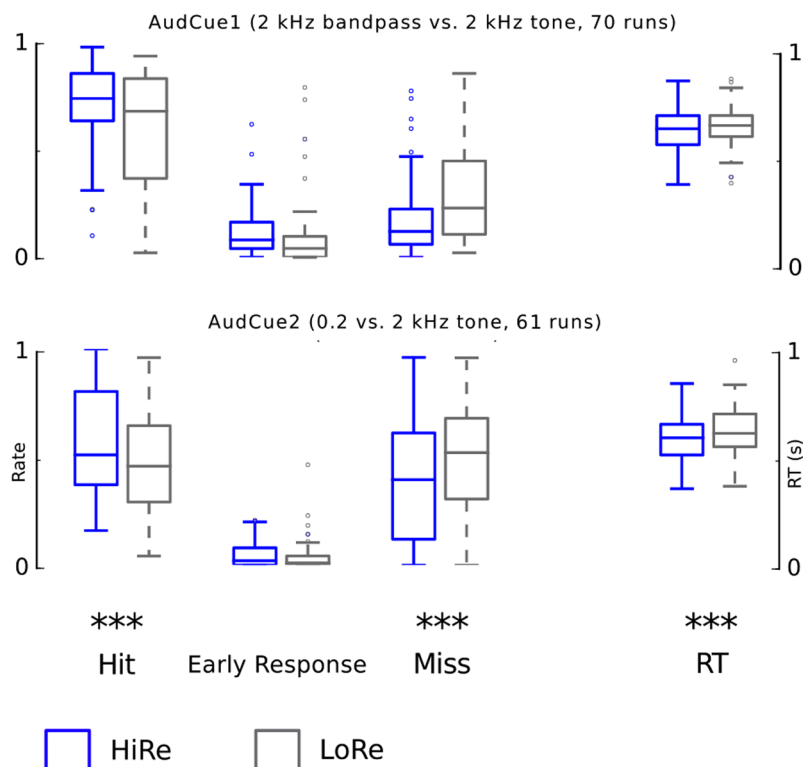 AudCue1 (2 kHz bandpass vs. 2 kHz tone, 70 runs)
1
1
0
0
AudCue2 (0.2 vs. 2 kHz tone, 61 runs)
1
1
Rate
RT (s)
0
0
*** *** ***
Hit Early Response Miss RT
HiRe LoRe